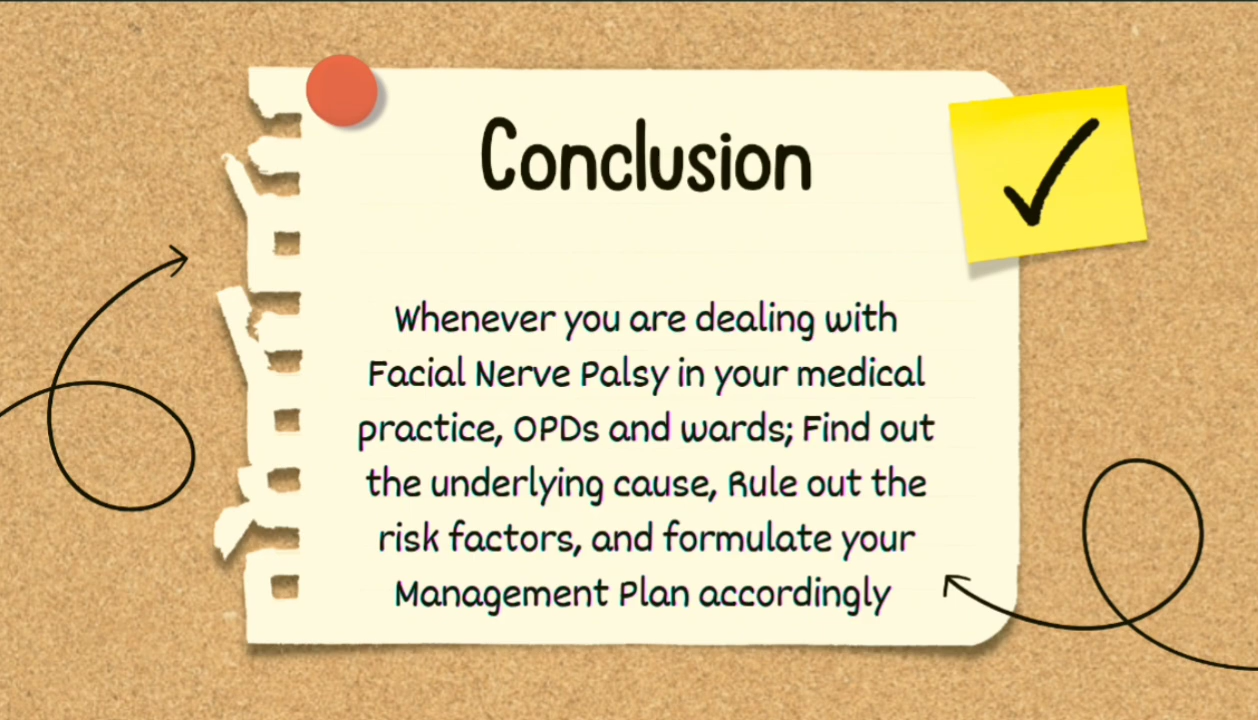 Conclusion
Whenever you are dealing with
Facial Nerve Palsy in your medical
practice, OPDs and wards; Find out
the underlying cause, Rule out the
risk factors, and formulate your
Management Plan accordingly